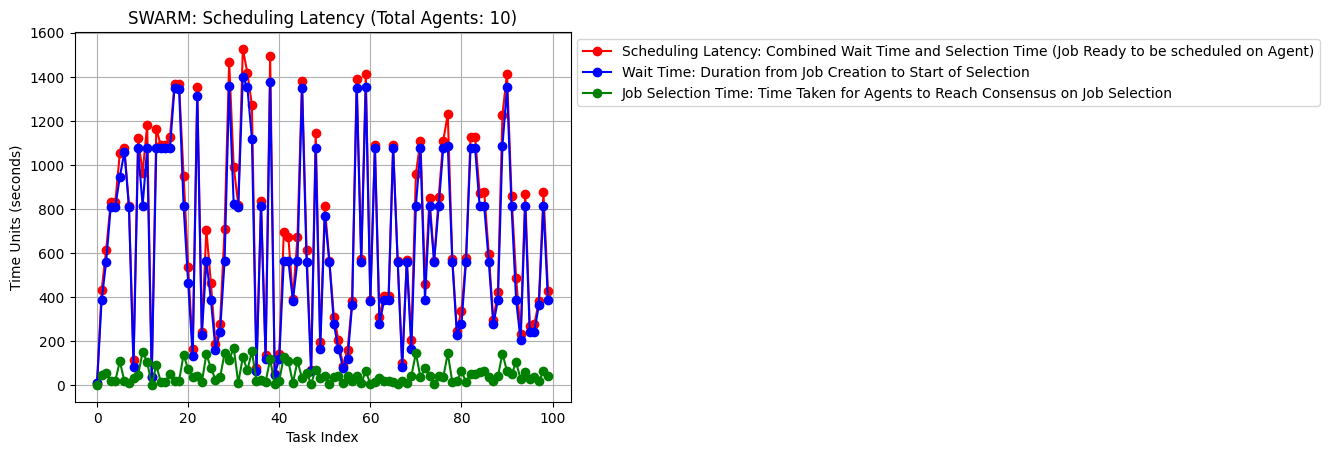 SWARM: Scheduling Latency (Total Agents: 10)
Scheduling Latency: Combined Wait Time and Selection Time (Job Ready to be scheduled on Agent)
Wait Time: Duration from Job Creation to Start of Selection
Job Selection Time: Time Taken for Agents to Reach Consensus on Job Selection
Time Units (seconds)
1600
1400
1200
1000
800
600
400
200
0
0 20 40 60 80 100
Task Index